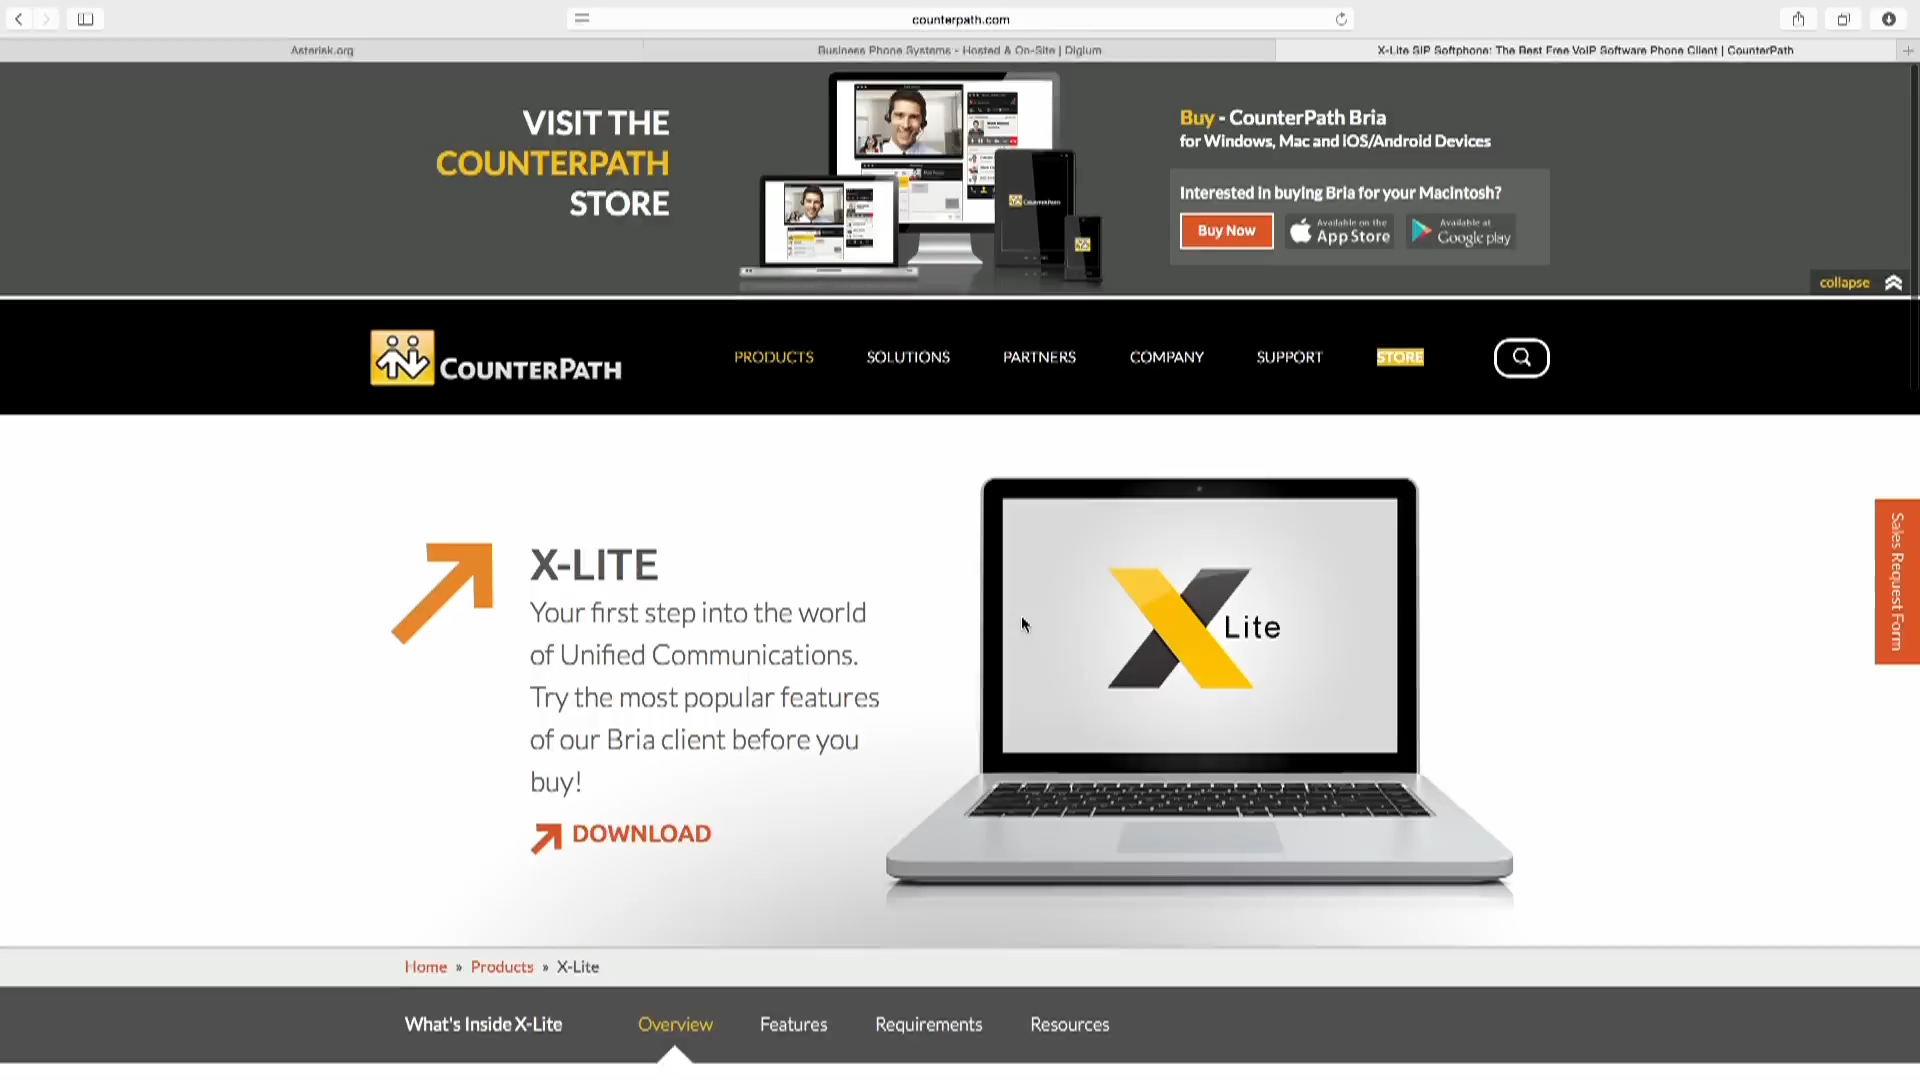 counterpath.com
Asterisk.org
Business Phone Systems - Hosted & On-Site | Digium
X-Lite SIP Softphone: The Best Free VoIP Software Phone Client | CounterPath
VISIT THE
COUNTERPATH
STORE
Buy - CounterPath Bria
for Windows, Mac and iOS/Android Devices
Interested in buying Bria for your Macintosh?
Buy Now
Available on the
App Store
Available at
Google play
collapse
COUNTERPATH
PRODUCTS
SOLUTIONS
PARTNERS
COMPANY
SUPPORT
STORE
X-LITE
Your first step into the world
of Unified Communications.
Try the most popular features
of our Bria client before you
buy!
DOWNLOAD
X Lite
Sales Request Form
Home » Products » X-Lite
What's Inside X-Lite
Overview
Features
Requirements
Resources